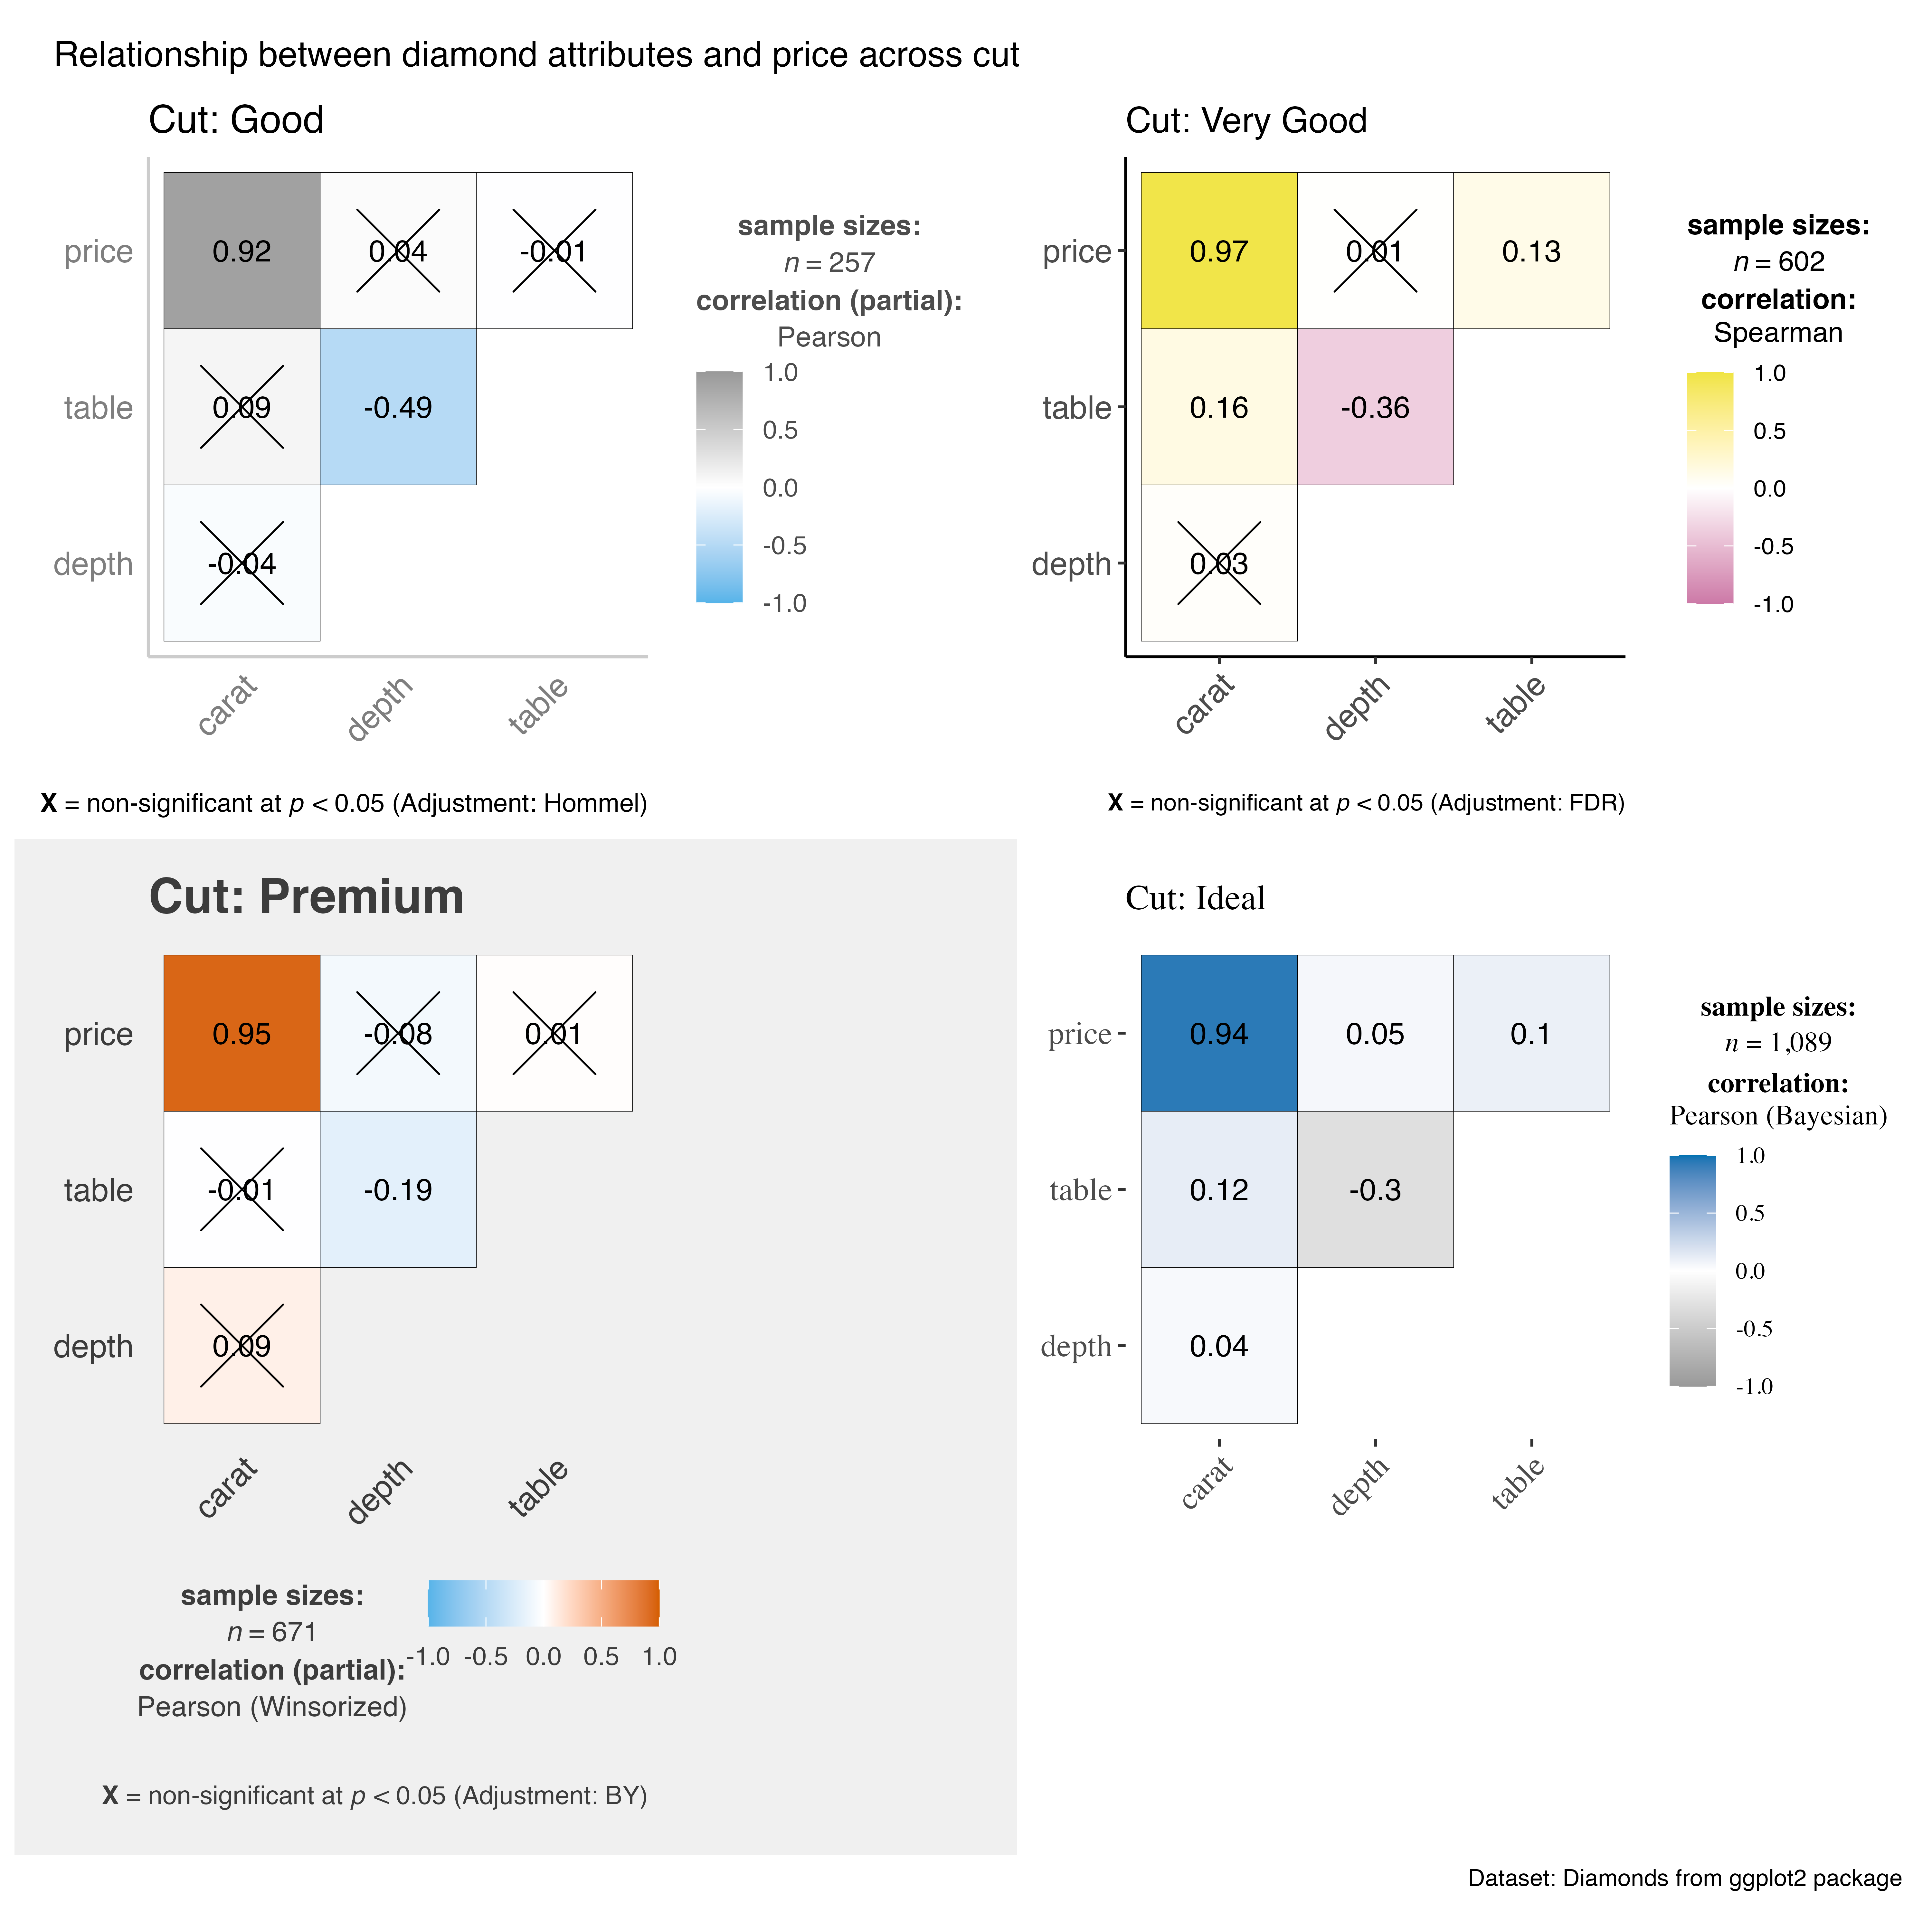 Relationship between diamond attributes and price across cut
Cut: Good
price
0.92
0.04
-0.01
table
0.09
-0.49
depth
-0.04
carat
depth
table
sample sizes:
n = 257
correlation (partial):
Pearson
1.0
0.5
0.0
-0.5
-1.0
X = non-significant at p < 0.05 (Adjustment: Hommel)
Cut: Very Good
price
0.97
0.01
0.13
table
0.16
-0.36
depth
0.03
carat
depth
table
sample sizes:
n = 602
correlation:
Spearman
1.0
0.5
0.0
-0.5
-1.0
X = non-significant at p < 0.05 (Adjustment: FDR)
Cut: Premium
price
0.95
-0.08
0.01
table
-0.01
-0.19
depth
0.09
carat
depth
table
sample sizes:
n = 671
correlation (partial):
Pearson (Winsorized)
-1.0 -0.5 0.0 0.5 1.0
X = non-significant at p < 0.05 (Adjustment: BY)
Cut: Ideal
price
0.94
0.05
0.1
table
0.12
-0.3
depth
0.04
carat
depth
table
sample sizes:
n = 1,089
correlation:
Pearson (Bayesian)
1.0
0.5
0.0
-0.5
-1.0
Dataset: Diamonds from ggplot2 package